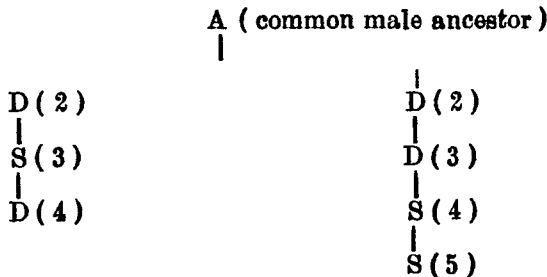 A ( common male ancestor )
D ( 2 ) D ( 2 )
S ( 3 ) D ( 3 )
D ( 4 ) S ( 4 )
S ( 5 )